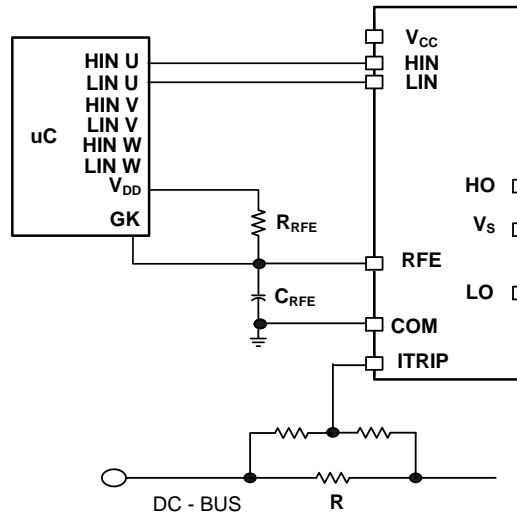 uC
HIN U
LIN U
HIN V
LIN V
HIN W
LIN W
VDD
GK
RRFE
CRFE
VCC
HIN
LIN
HO
VS
RFE
LO
COM
ITRIP
DC - BUS
R